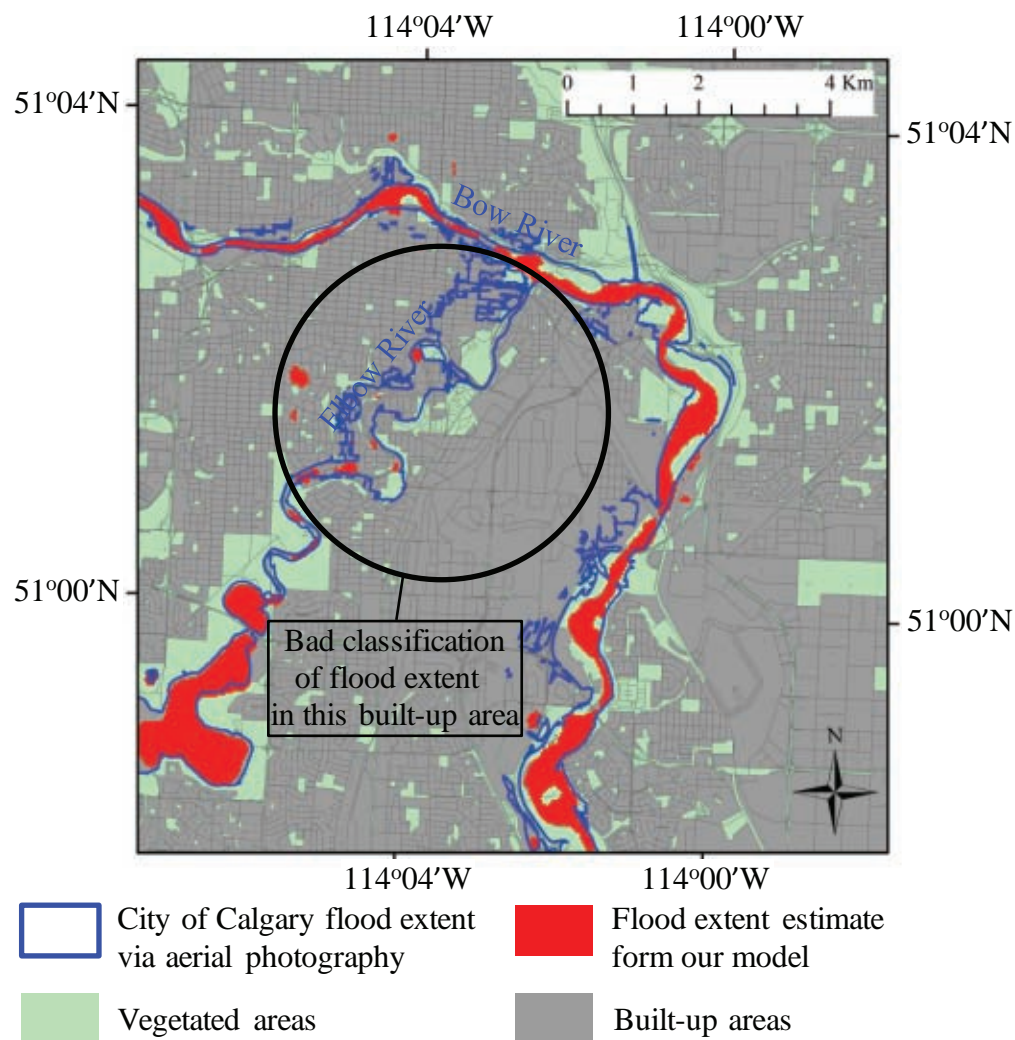 114°04′W 114°00′W
0 1 2 4 Km
51°04′N
51°04′N
Bow River
Elbow River
51°00′N
51°00′N
Bad classification
of flood extent
in this built-up area
N
114°04′W 114°00′W
City of Calgary flood extent
via aerial photography
Flood extent estimate
form our model
Vegetated areas
Built-up areas